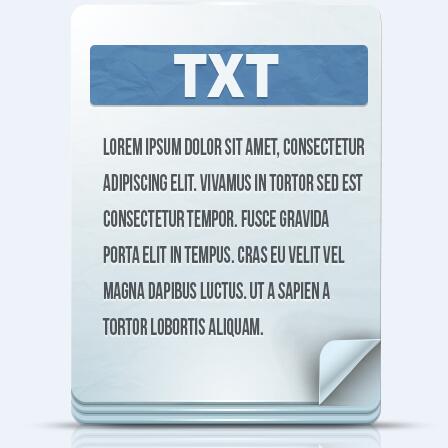 TXT
LOREM IPSUM DOLOR SIT AMET, CONSECTETUR
ADIPISCING ELIT. VIVAMUS IN TORTOR SED EST
CONSECTETUR TEMPOR. FUSCE GRAVIDA
PORTA ELIT IN TEMPUS. CRAS EU VELIT VEL
MAGNA DAPIBUS LUCTUS. UT A SAPIEN A
TORTOR LOBORTIS ALIQUAM.